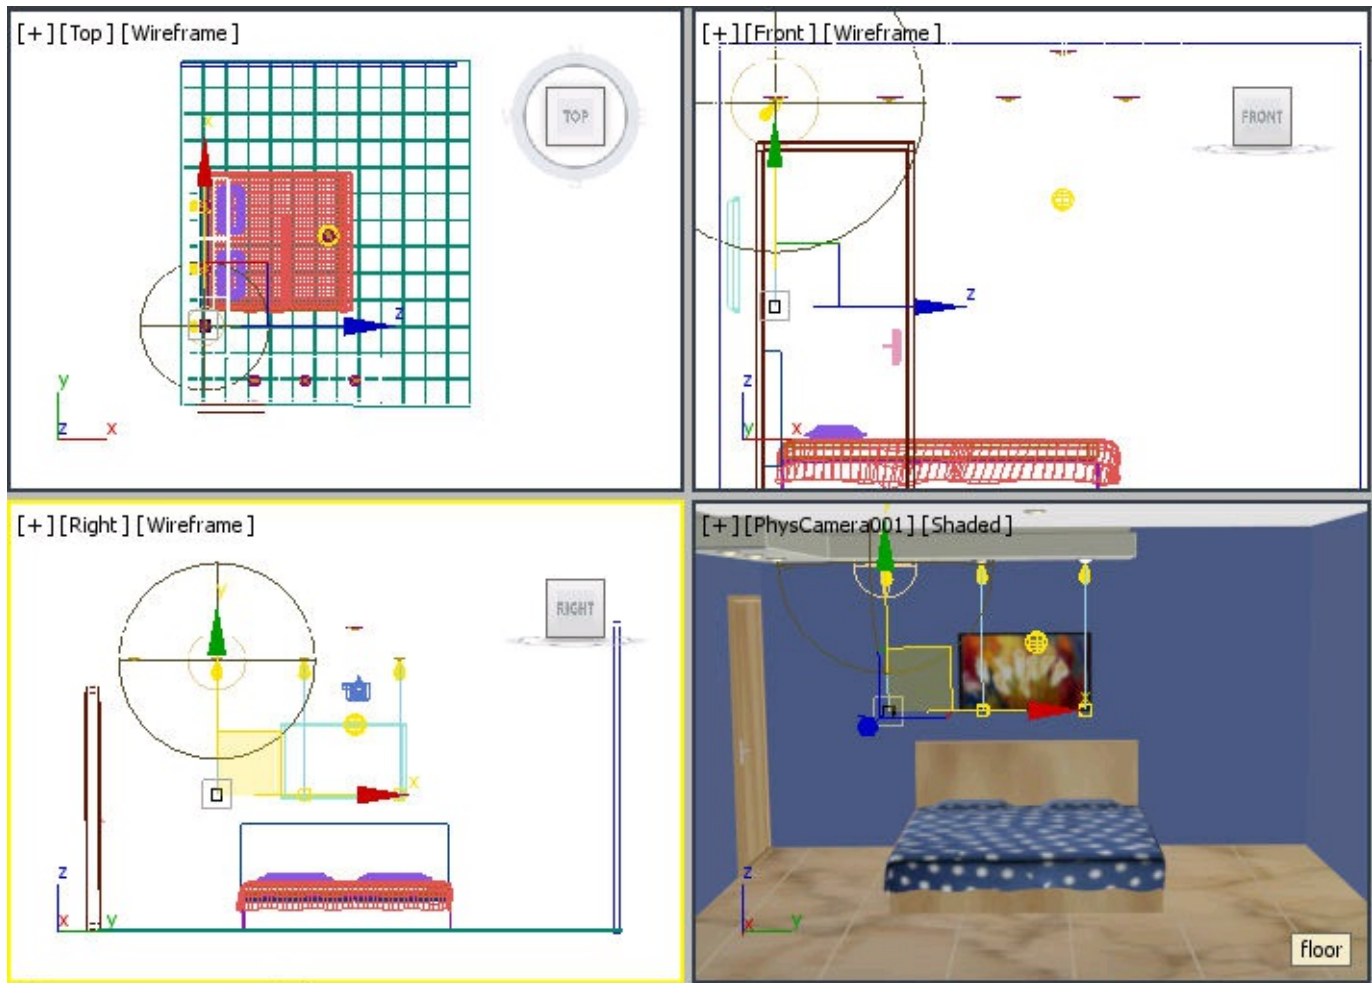 [+] [Top ] [Wireframe ]
TOP
x
z
y
z
x
[+] [Front ] [Wireframe ]
FRONT
z
z
y
x
[+] [Right ] [Wireframe ]
RIGHT
y
x
z
x
y
[+] [PhysCamera001 ] [Shaded ]
x
z
x
y
floor